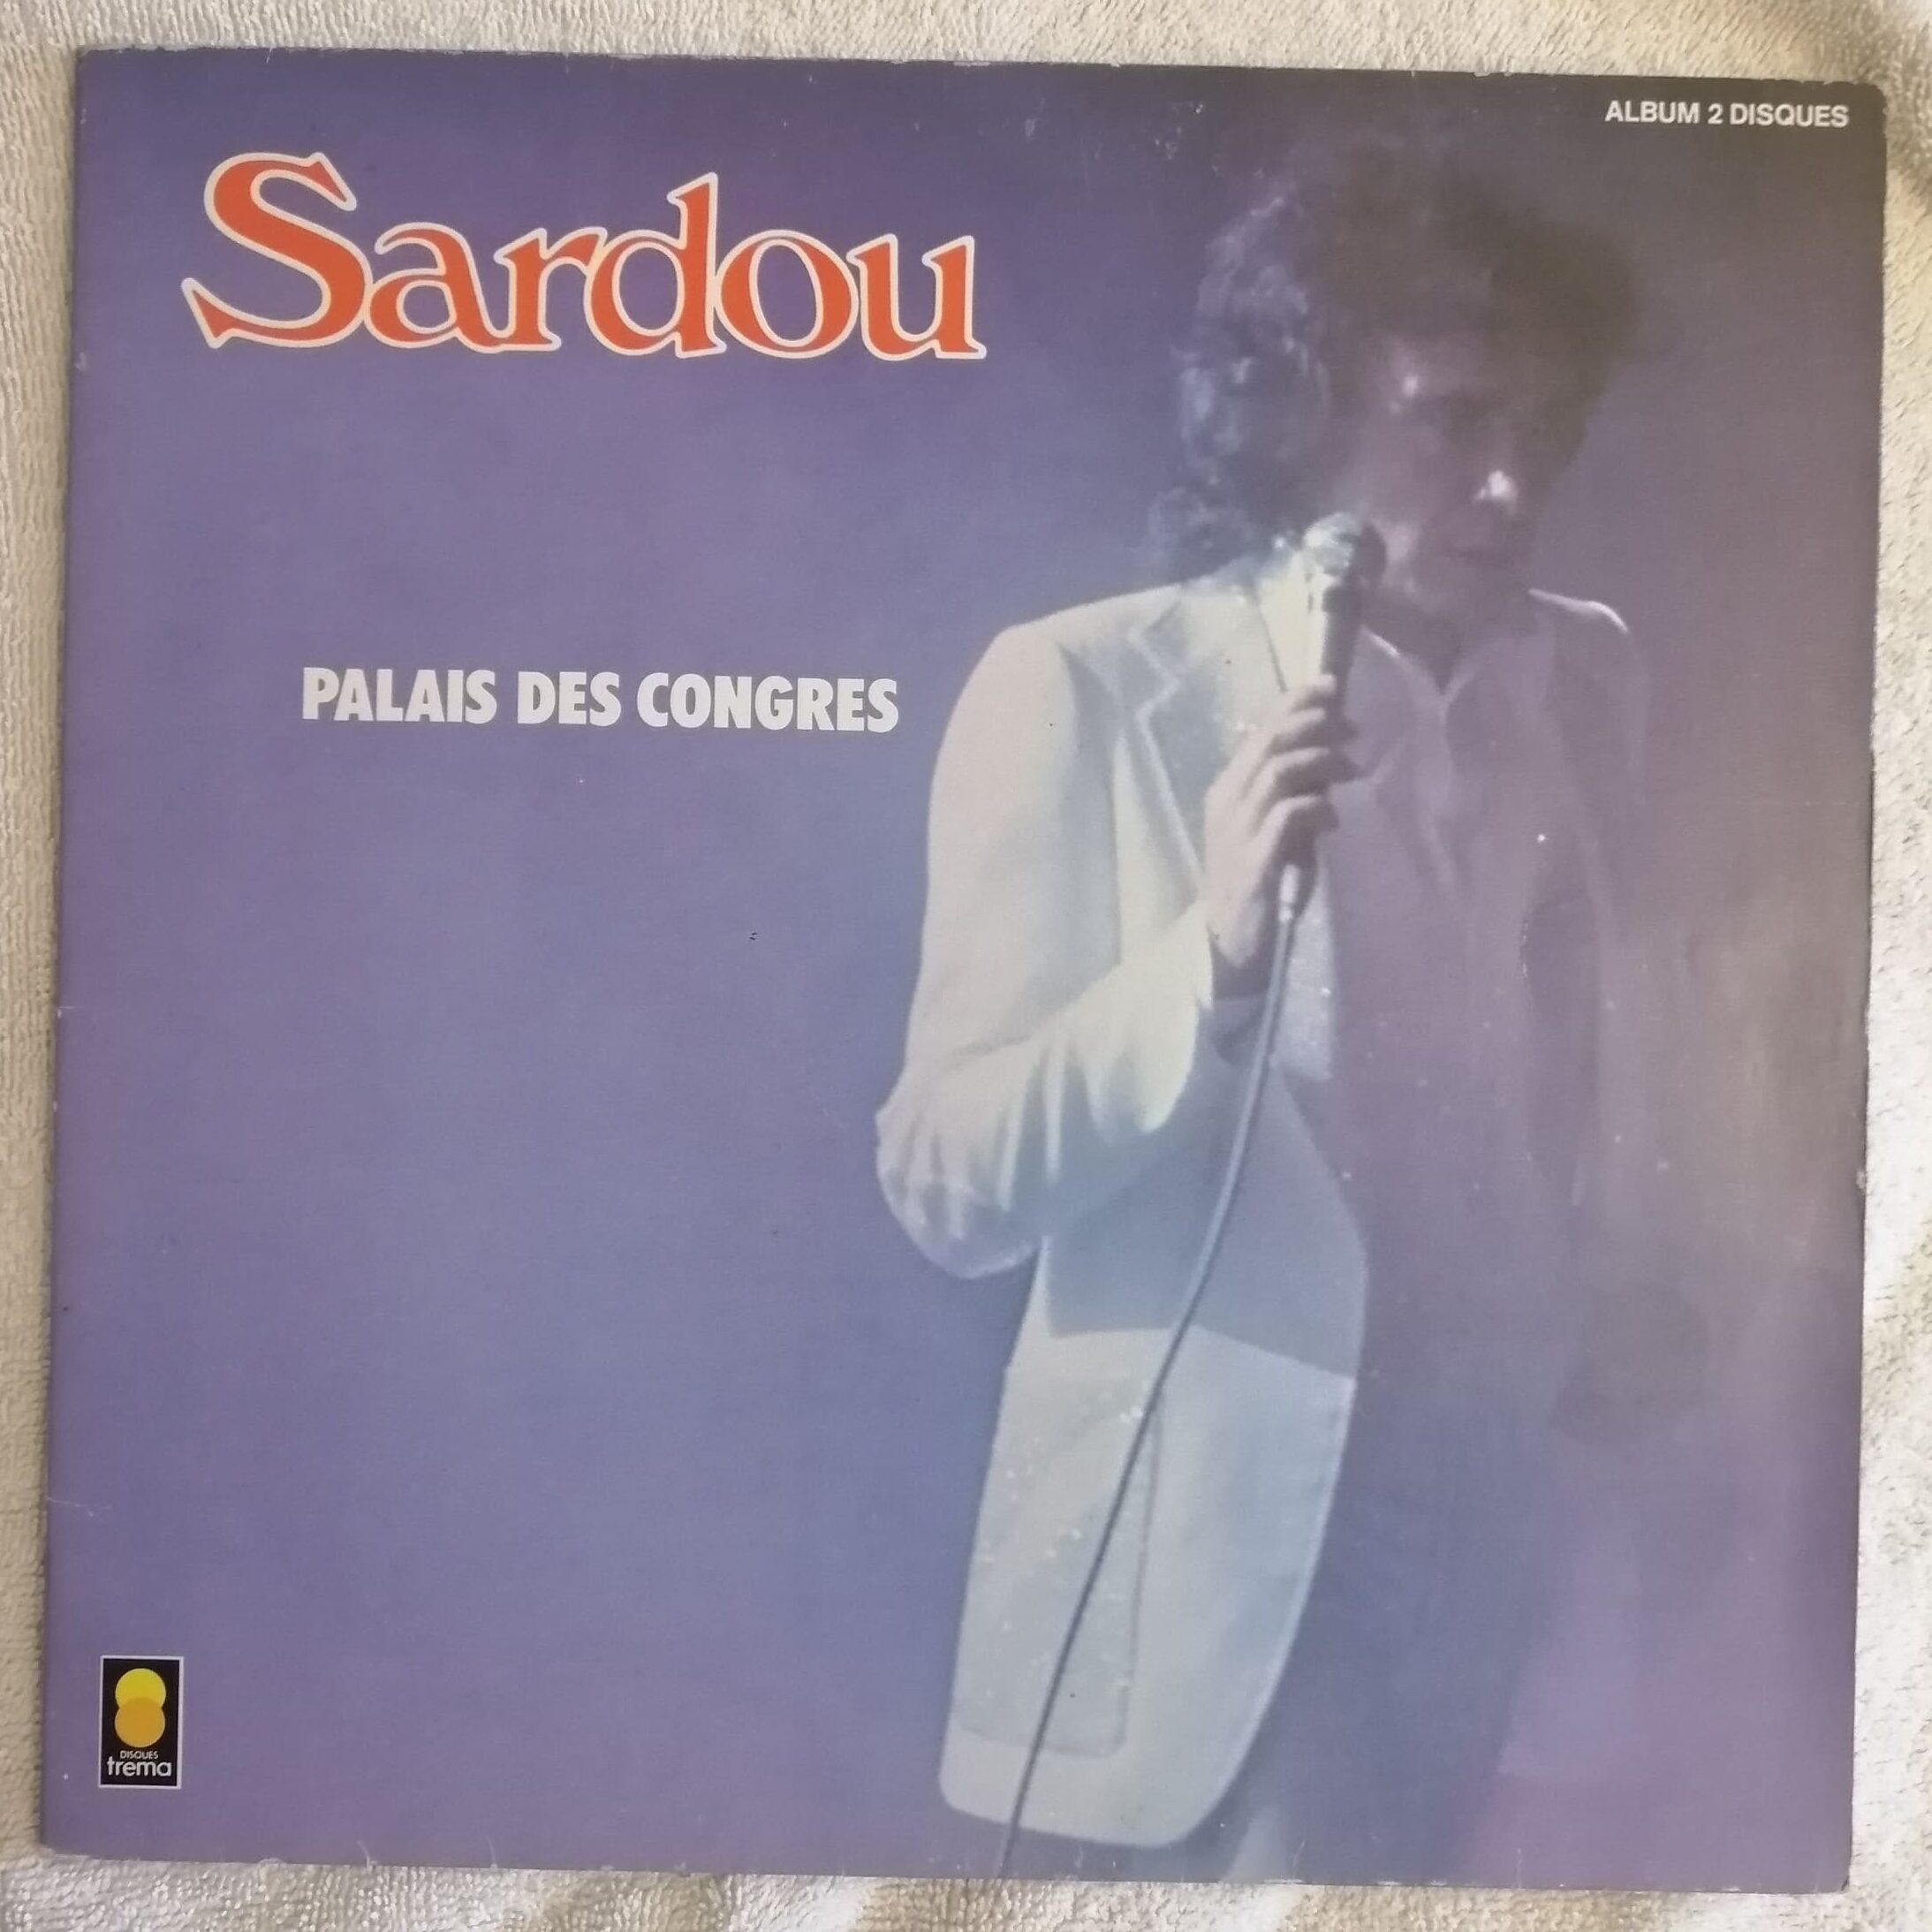 ALBUM 2 DISQUES
Sardou
PALAIS DES CONGRES
DISQUES
trema